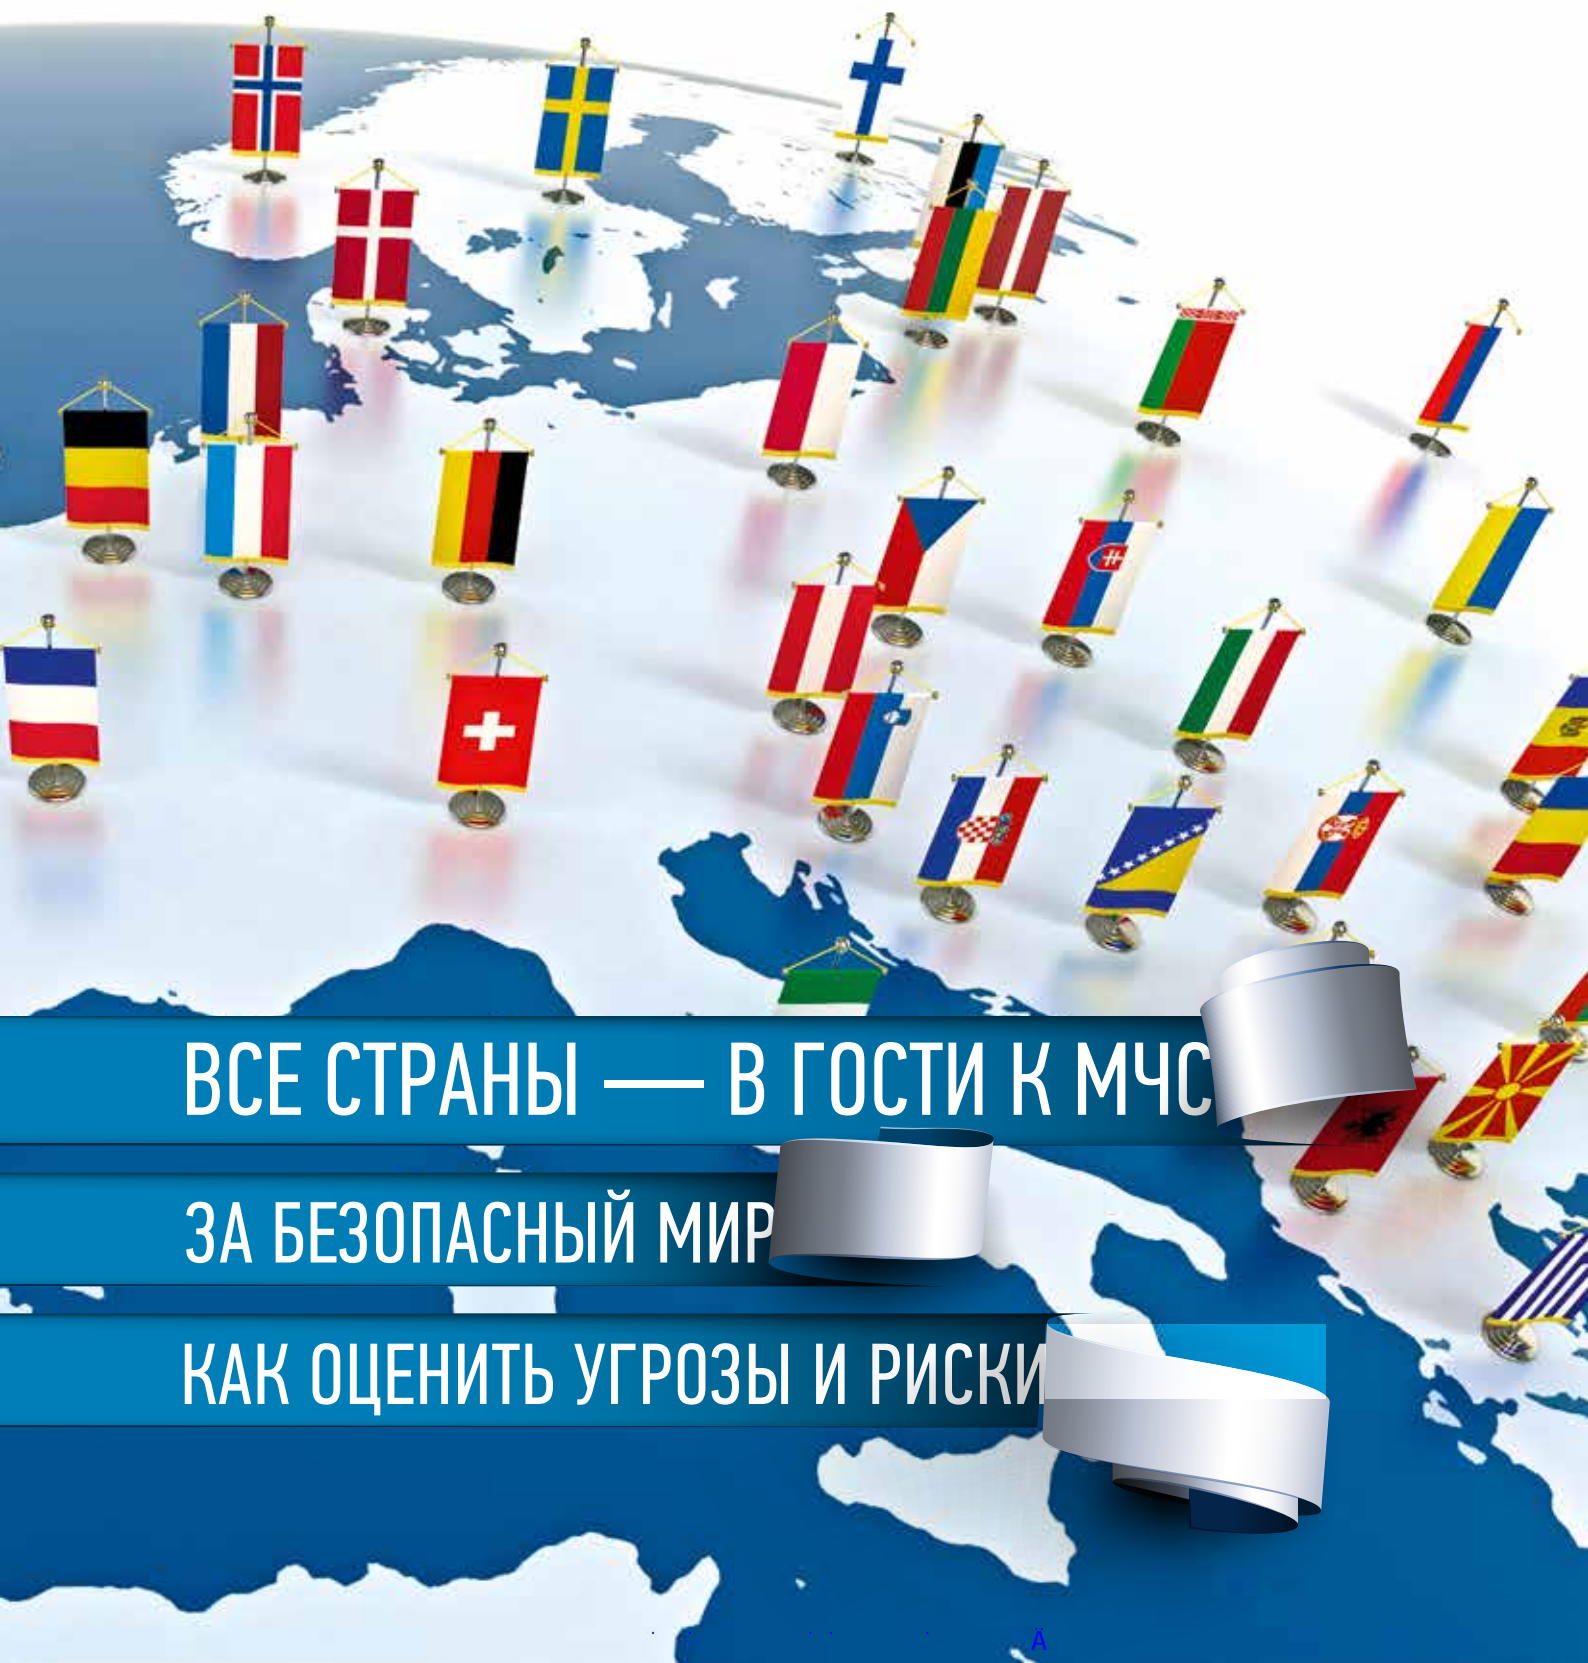 ВСЕ СТРАНЫ — В ГОСТИ К МЧС
ЗА БЕЗОПАСНЫЙ МИР
КАК ОЦЕНИТЬ УГРОЗЫ И РИСКИ
Ä